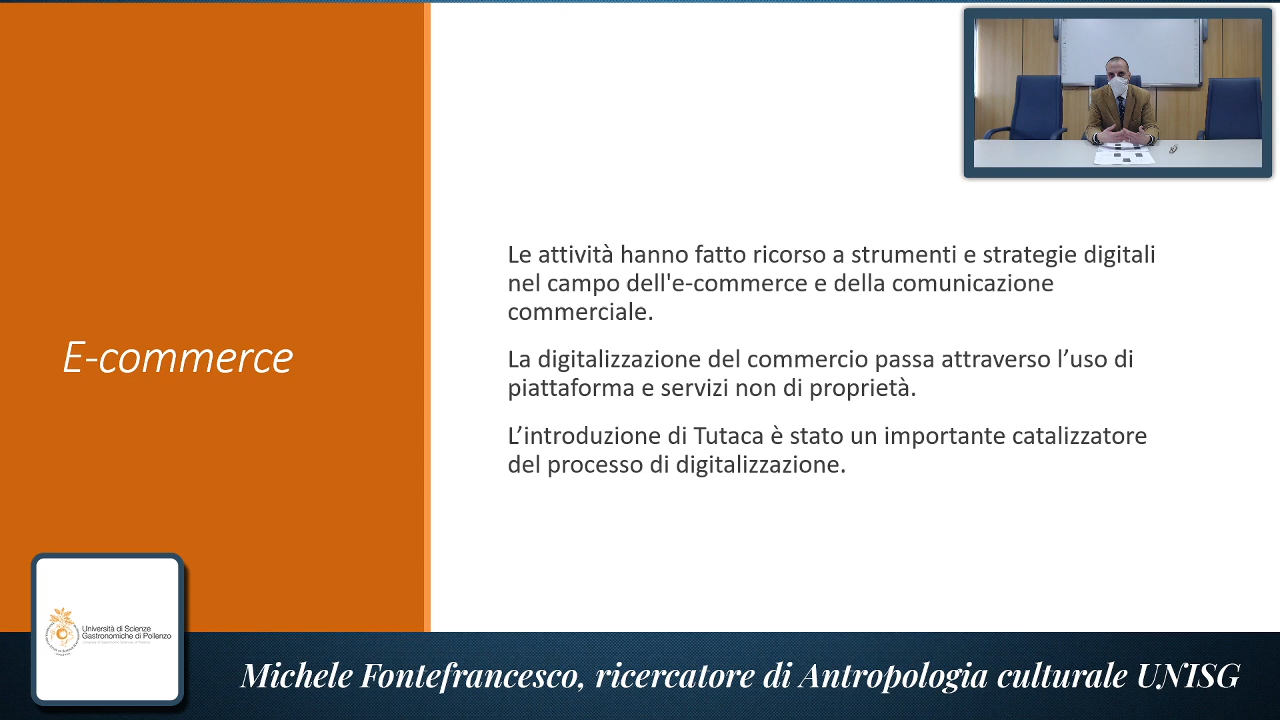 Le attività hanno fatto ricorso a strumenti e strategie digitali
nel campo dell'e-commerce e della comunicazione
commerciale.
E-commerce
La digitalizzazione del commercio passa attraverso l’uso di
piattaforma e servizi non di proprietà.
L’introduzione di Tutaca è stato un importante catalizzatore
del processo di digitalizzazione.
Università di Scienze
Gastronomiche di Pollenzo
Michele Fontefrancesco, ricercatore di Antropologia culturale UNISG